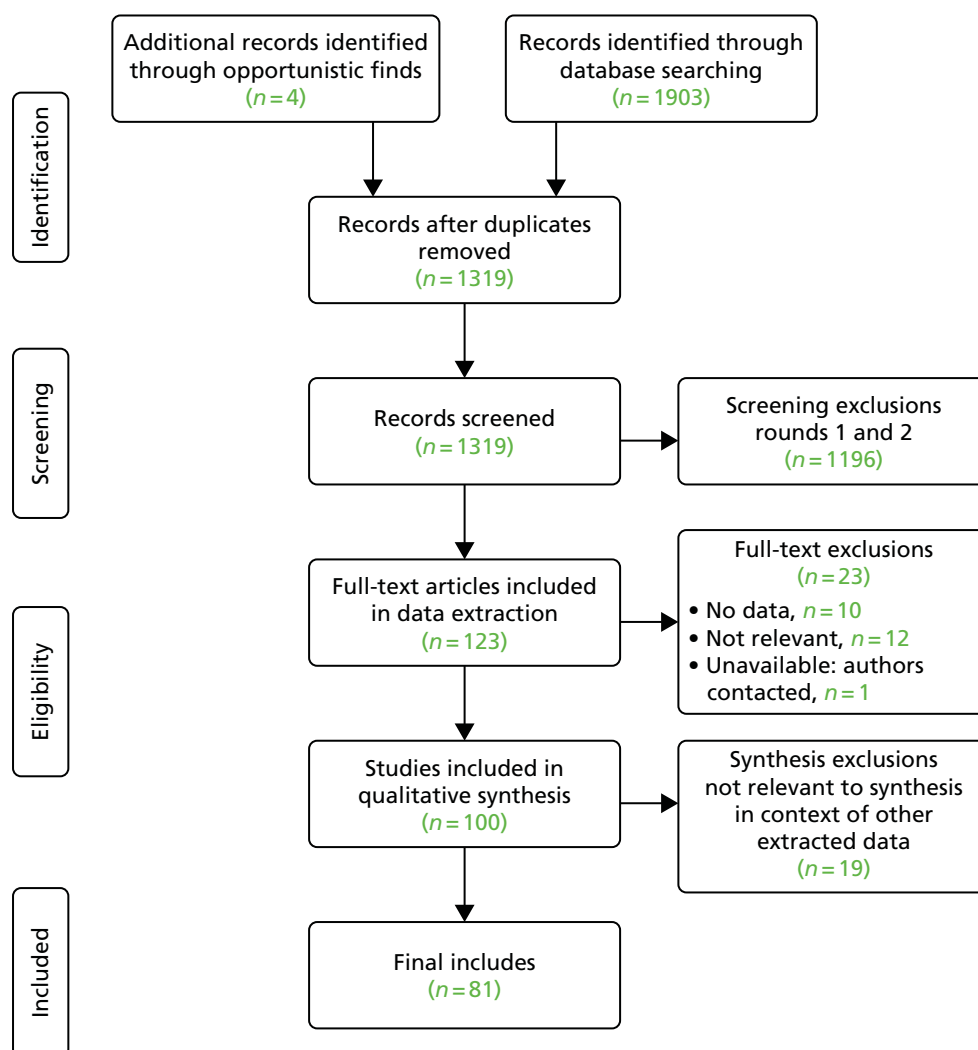 Additional records identified
through opportunistic finds
(n = 4)
Records identified through
database searching
(n = 1903)
Identification
Records after duplicates
removed
(n = 1319)
Screening
Records screened
(n = 1319)
Screening exclusions
rounds 1 and 2
(n = 1196)
Eligibility
Full-text articles included
in data extraction
(n = 123)
Full-text exclusions
(n = 23)
• No data, n = 10
• Not relevant, n = 12
• Unavailable: authors
contacted, n = 1
Studies included in
qualitative synthesis
(n = 100)
Synthesis exclusions
not relevant to synthesis
in context of other
extracted data
(n = 19)
Included
Final includes
(n = 81)